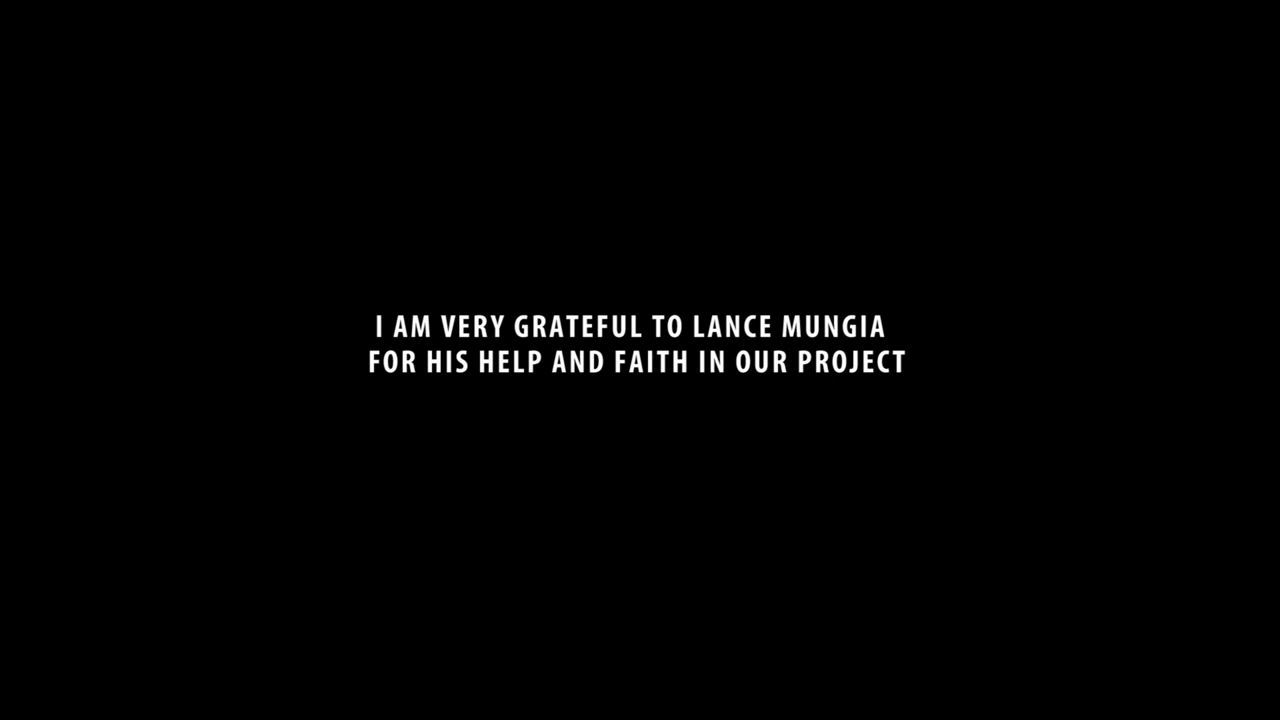 I AM VERY GRATEFUL TO LANCE MUNGIA
FOR HIS HELP AND FAITH IN OUR PROJECT